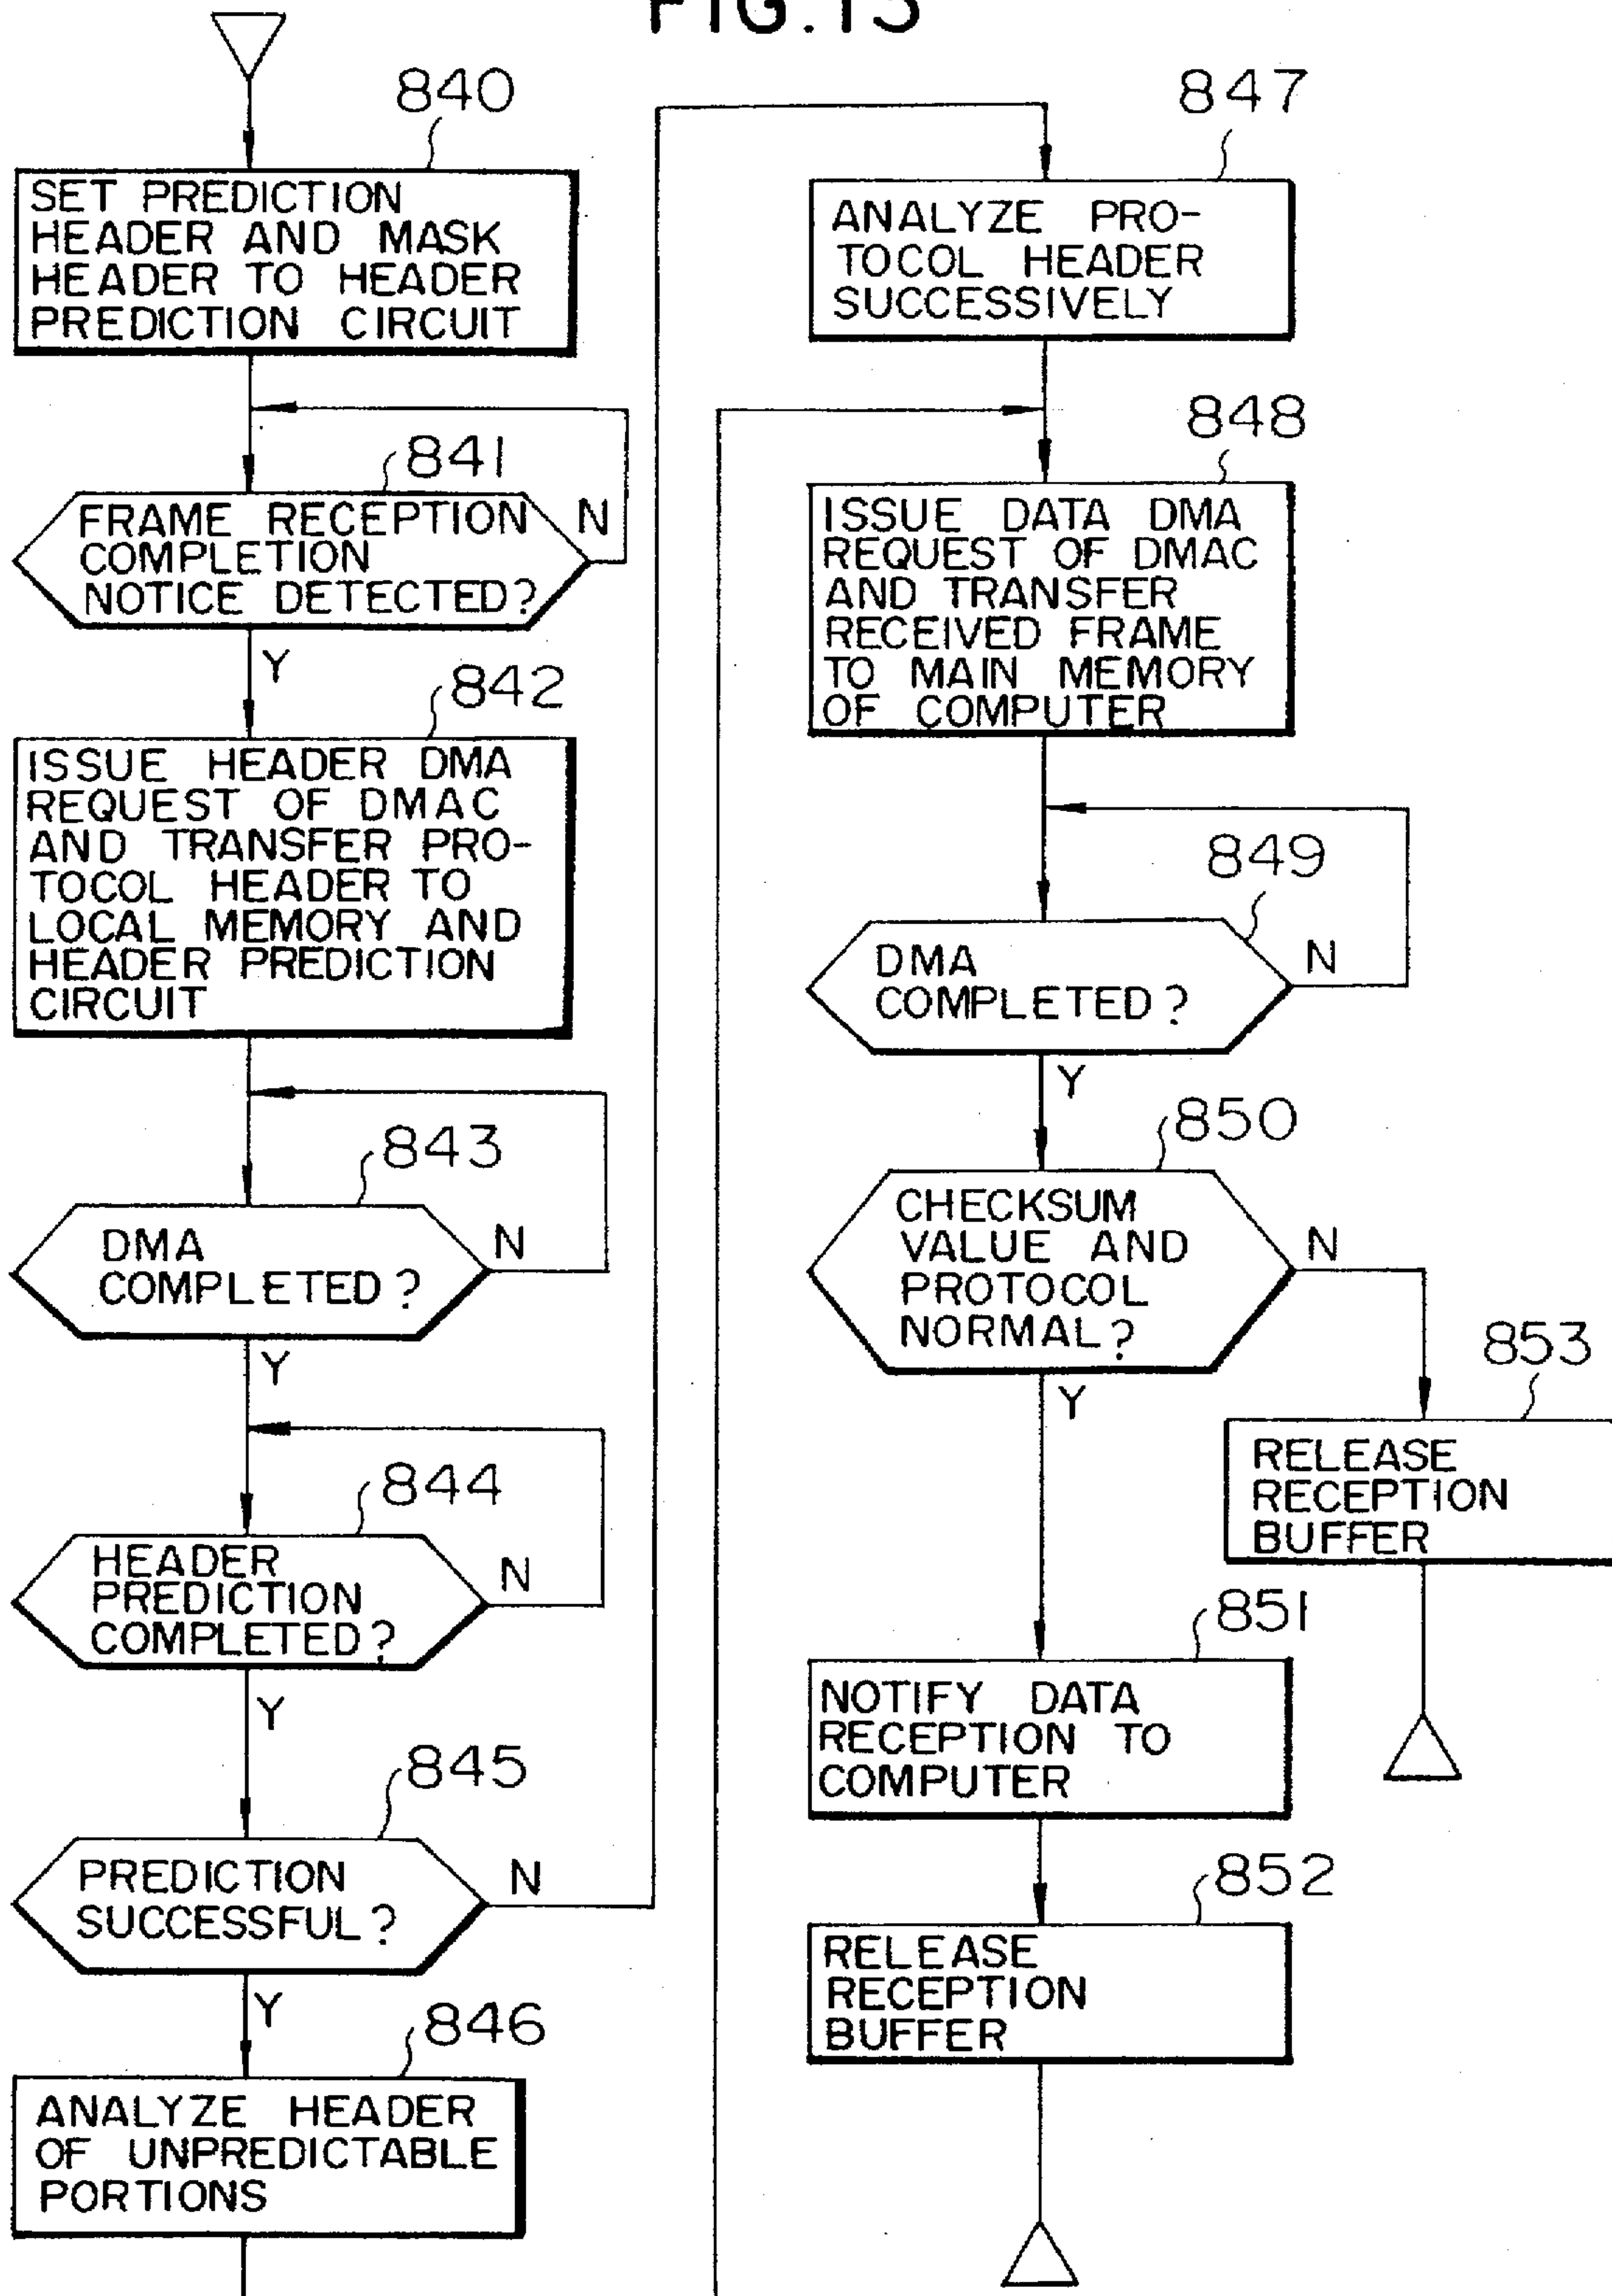 FIG.13
840
SET PREDICTION
HEADER AND MASK
HEADER TO HEADER
PREDICTION CIRCUIT
841
FRAME RECEPTION
COMPLETION
NOTICE DETECTED?
N
Y
842
ISSUE HEADER DMA
REQUEST OF DMAC
AND TRANSFER PRO-
TOCOL HEADER TO
LOCAL MEMORY AND
HEADER PREDICTION
CIRCUIT
843
DMA
COMPLETED?
N
Y
844
HEADER
PREDICTION
COMPLETED?
N
Y
845
PREDICTION
SUCCESSFUL?
N
Y
846
ANALYZE HEADER
OF UNPREDICTABLE
PORTIONS
847
ANALYZE PRO-
TOCOL HEADER
SUCCESSIVELY
848
ISSUE DATA DMA
REQUEST OF DMAC
AND TRANSFER
RECEIVED FRAME
TO MAIN MEMORY
OF COMPUTER
849
DMA
COMPLETED?
N
Y
850
CHECKSUM
VALUE AND
PROTOCOL
NORMAL?
N
Y
853
RELEASE
RECEPTION
BUFFER
851
NOTIFY DATA
RECEPTION TO
COMPUTER
852
RELEASE
RECEPTION
BUFFER